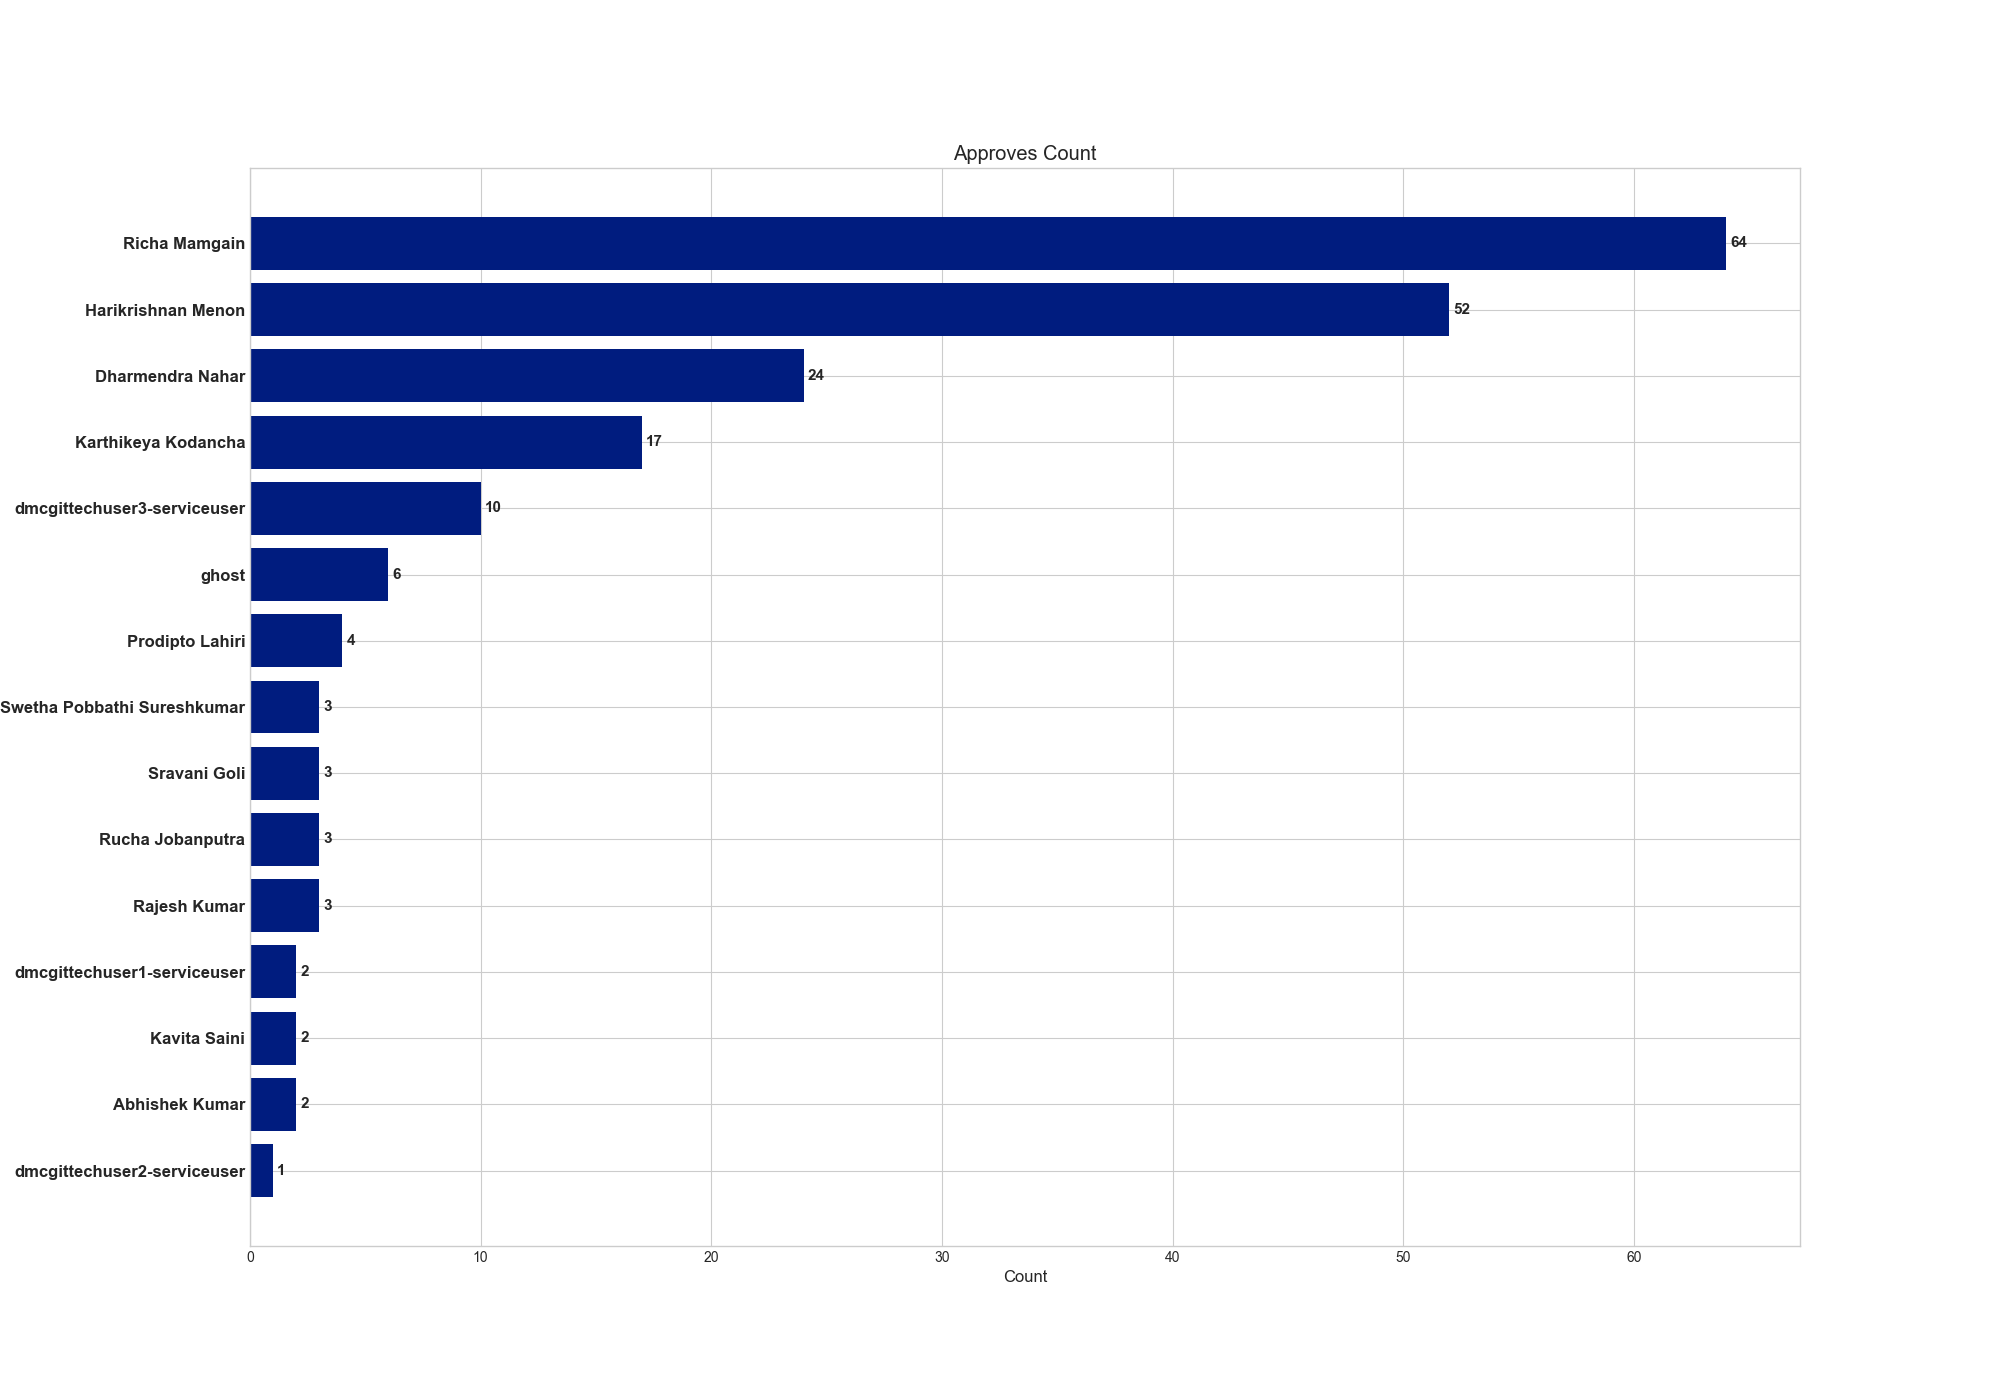 Approves Count
Richa Mamgain 64
Harikrishnan Menon 52
Dharmendra Nahar 24
Karthikeya Kodancha 17
dmcgittechuser3-serviceuser 10
ghost 6
Prodipto Lahiri 4
Swetha Pobbathi Sureshkumar 3
Sravani Goli 3
Rucha Jobanputra 3
Rajesh Kumar 3
dmcgittechuser1-serviceuser 2
Kavita Saini 2
Abhishek Kumar 2
dmcgittechuser2-serviceuser 1
0 10 20 30 40 50 60
Count